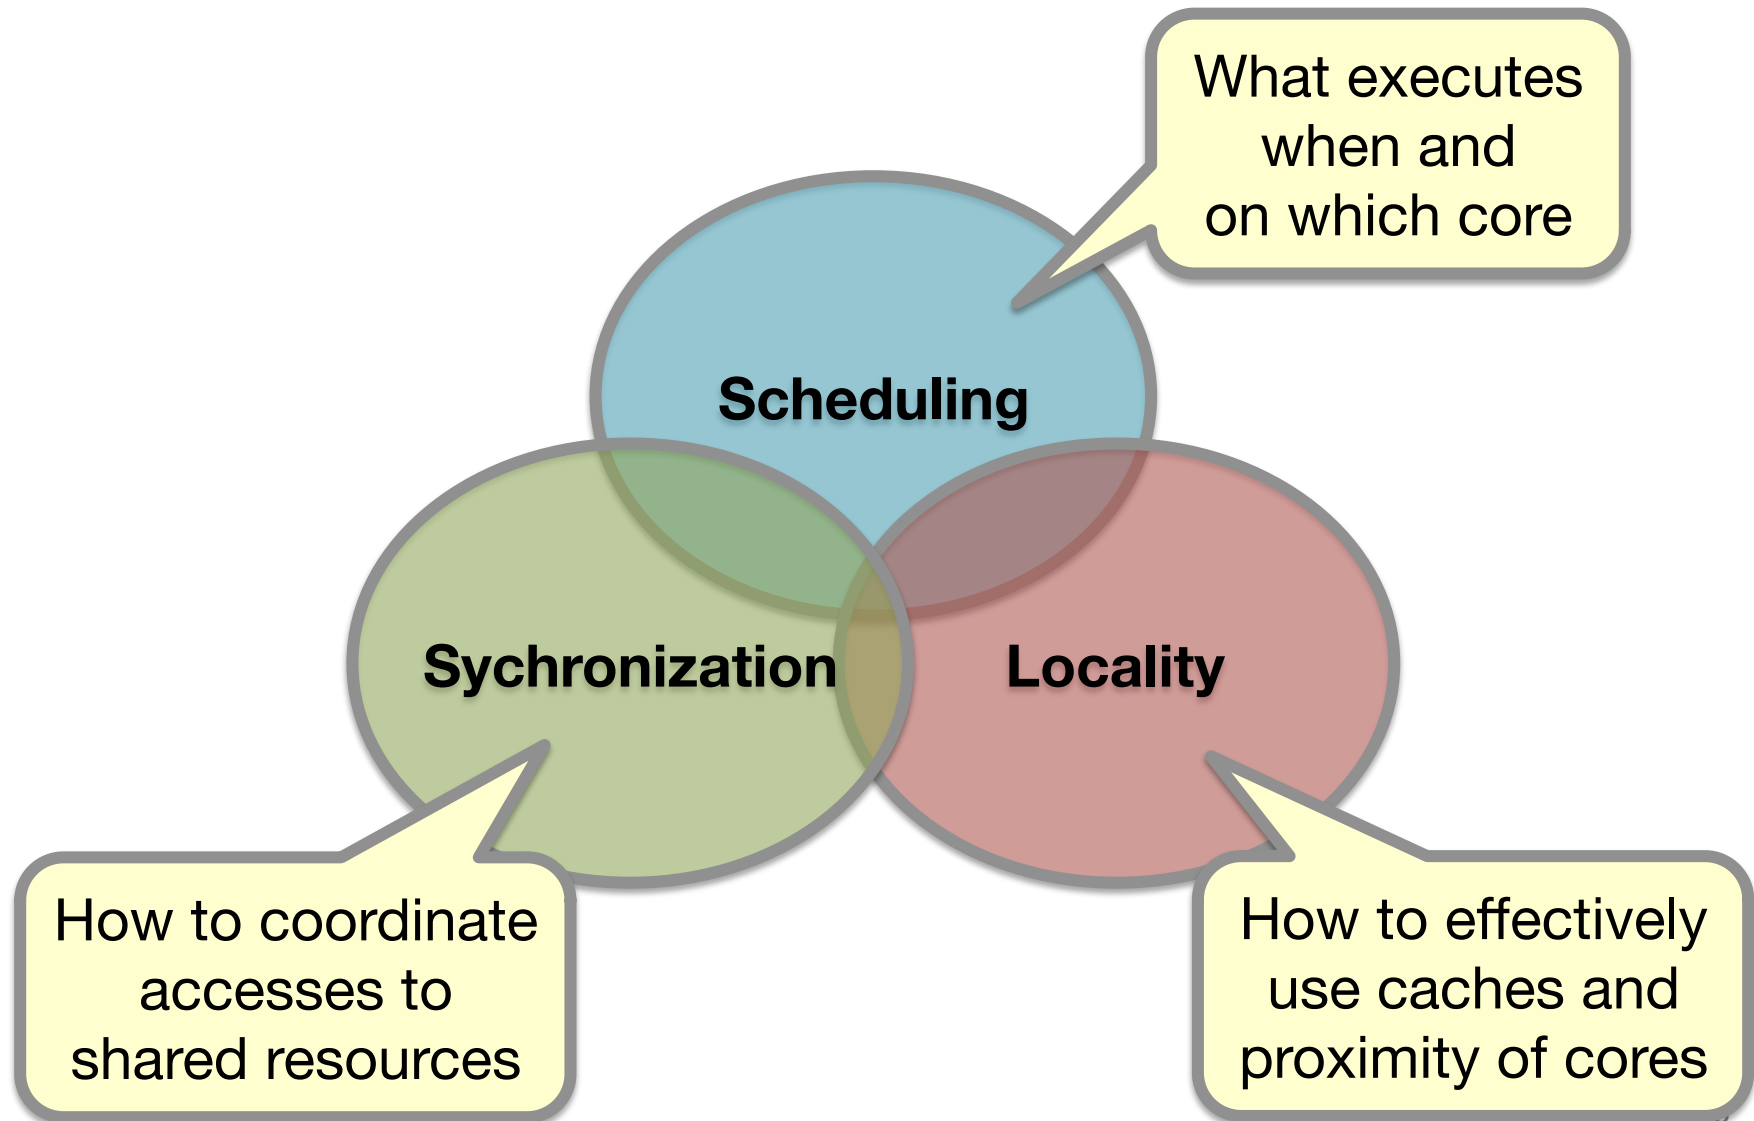 What executes
when and
on which core
Scheduling
Sychronization
Locality
How to coordinate
accesses to
shared resources
How to effectively
use caches and
proximity of cores